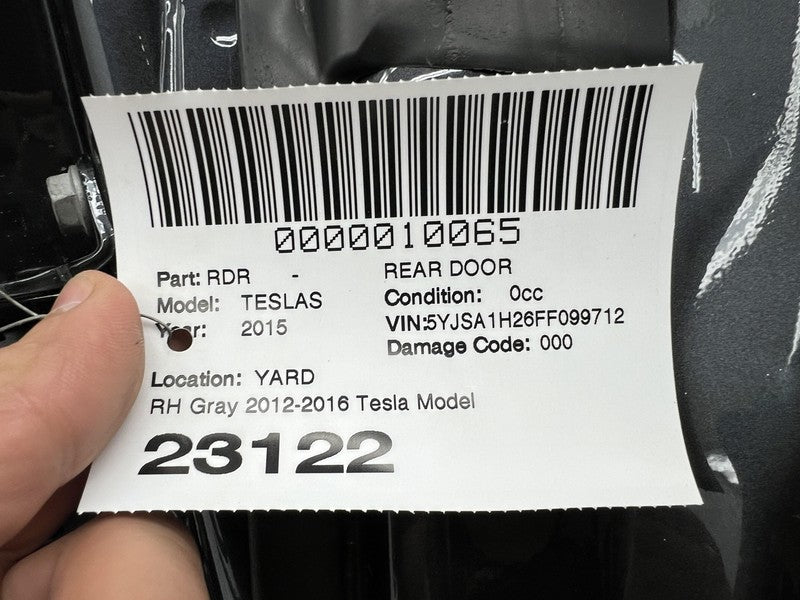 0000010065
Part: RDR - REAR DOOR
Model: TESLAS Condition: 0cc
Year: 2015 VIN:5YJSA1H26FF099712
Damage Code: 000
Location: YARD
RH Gray 2012-2016 Tesla Model
23122